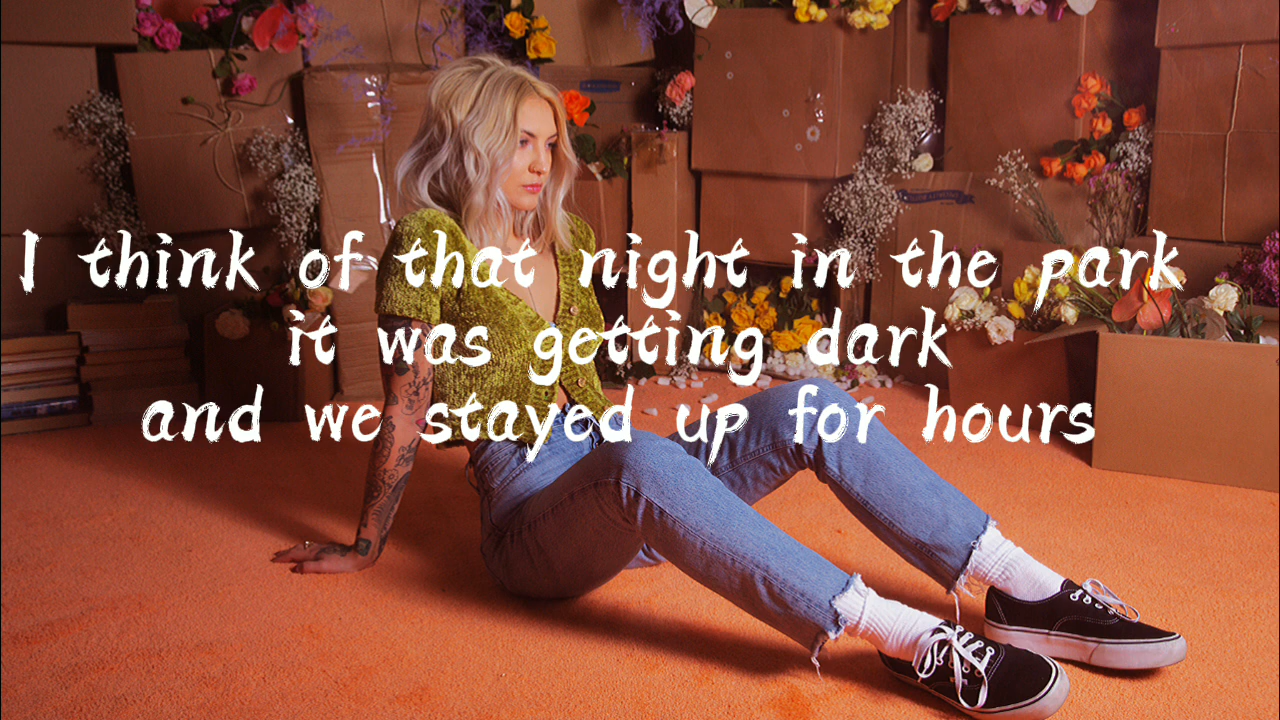 I think of that night in the park
it was getting dark
and we stayed up for hours